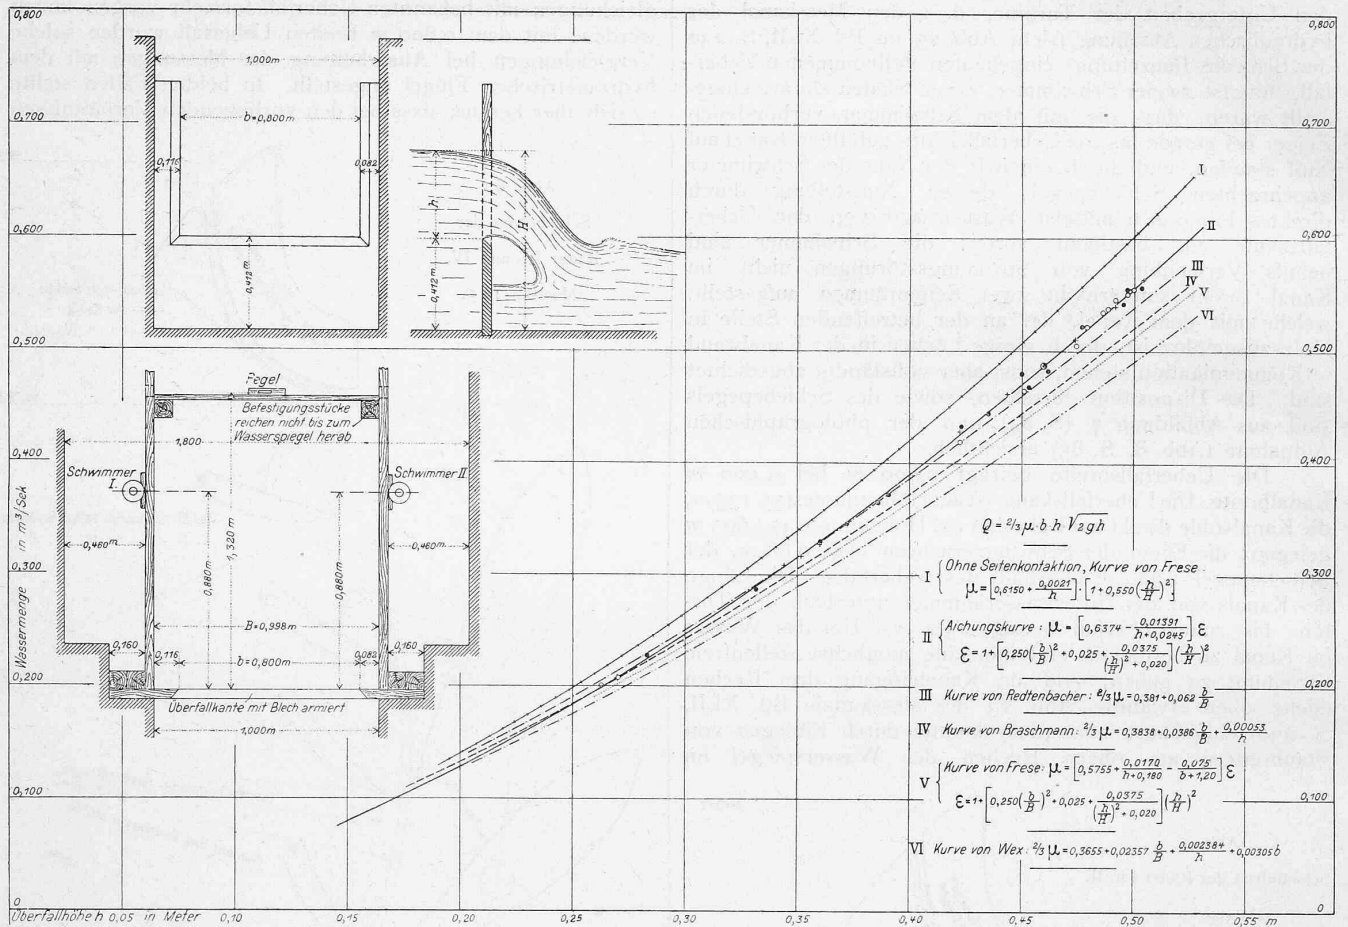 0,800
0,800
1,000m
b=0,800m
0,116
0,082
0,412m
h
H
0,412m
0,700
0,700
0,600
0,600
0,500
0,500
0,400
0,400
0,300
0,300
0,200
0,200
0,100
0,100
0
0
I
II
III
IV
V
VI
Pegel
Befestigungsstücke
reichen nicht bis zum
Wasserspiegel herab
1,800
Schwimmer
I
Schwimmer II.
1,320 m
0,460m
0,460m
0,880m
0,880m
B=0,998m
0,160
0,160
0,116
b=0,800m
0,082
Überfallkante mit Blech armiert
1,000m
Wassermenge in m³/Sek
Q = ²/₃ μ · b · h √2gh
I { Ohne Seitenkontaktion, Kurve von Frese:
μ = [0,6150 + 0,0021/h] · [1+0,550(h/H)²]
II { Aichungskurve: μ = [0,6374 - 0,01391/(h+0,0245)] ε
ε = 1+[0,250(b/B)² + 0,025 + 0,0375/((h/H)² + 0,020)](h/H)²
III Kurve von Redtenbacher: ²/₃ μ = 0,381+0,062 b/B
IV Kurve von Braschmann: ²/₃ μ = 0,3838+0,0386 b/B + 0,00053/h
V { Kurve von Frese: μ = [0,5755 + 0,0170/(h+0,180) - 0,075/(b+1,20)] ε
ε = 1+[0,250(b/B)² + 0,025 + 0,0375/((h/H)² + 0,020)](h/H)²
VI Kurve von Wex: ²/₃ μ = 0,3655+0,02357 b/B + 0,002384/h + 0,00305b
Überfallhöhe h 0,05 in Meter
0,10
0,15
0,20
0,25
0,30
0,35
0,40
0,45
0,50
0,55 m